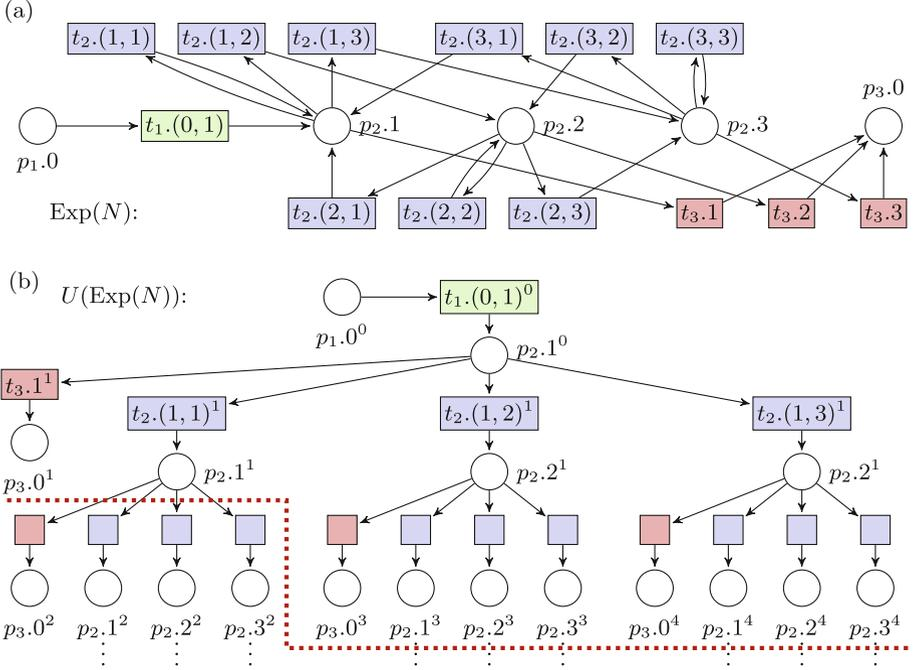 (a)
t₂.(1, 1) t₂.(1, 2) t₂.(1, 3) t₂.(3, 1) t₂.(3, 2) t₂.(3, 3)
p₃.0
t₁.(0, 1) p₂.1 p₂.2 p₂.3
p₁.0
Exp(N): t₂.(2, 1) t₂.(2, 2) t₂.(2, 3) t₃.1 t₃.2 t₃.3
(b)
U(Exp(N)): t₁.(0, 1)⁰
p₁.0⁰
p₂.1⁰
t₃.1¹
t₂.(1, 1)¹ t₂.(1, 2)¹ t₂.(1, 3)¹
p₃.0¹ p₂.1¹ p₂.2¹ p₂.2¹
p₃.0² p₂.1² p₂.2² p₂.3² p₃.0³ p₂.1³ p₂.2³ p₂.3³ p₃.0⁴ p₂.1⁴ p₂.2⁴ p₂.3⁴